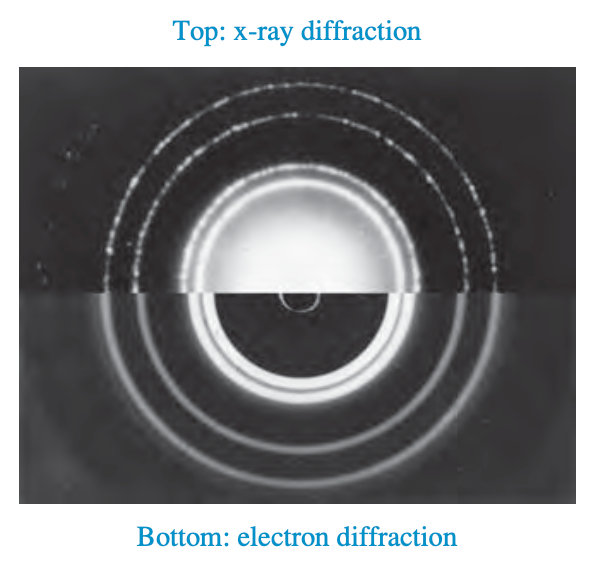 Top: x-ray diffraction
Bottom: electron diffraction